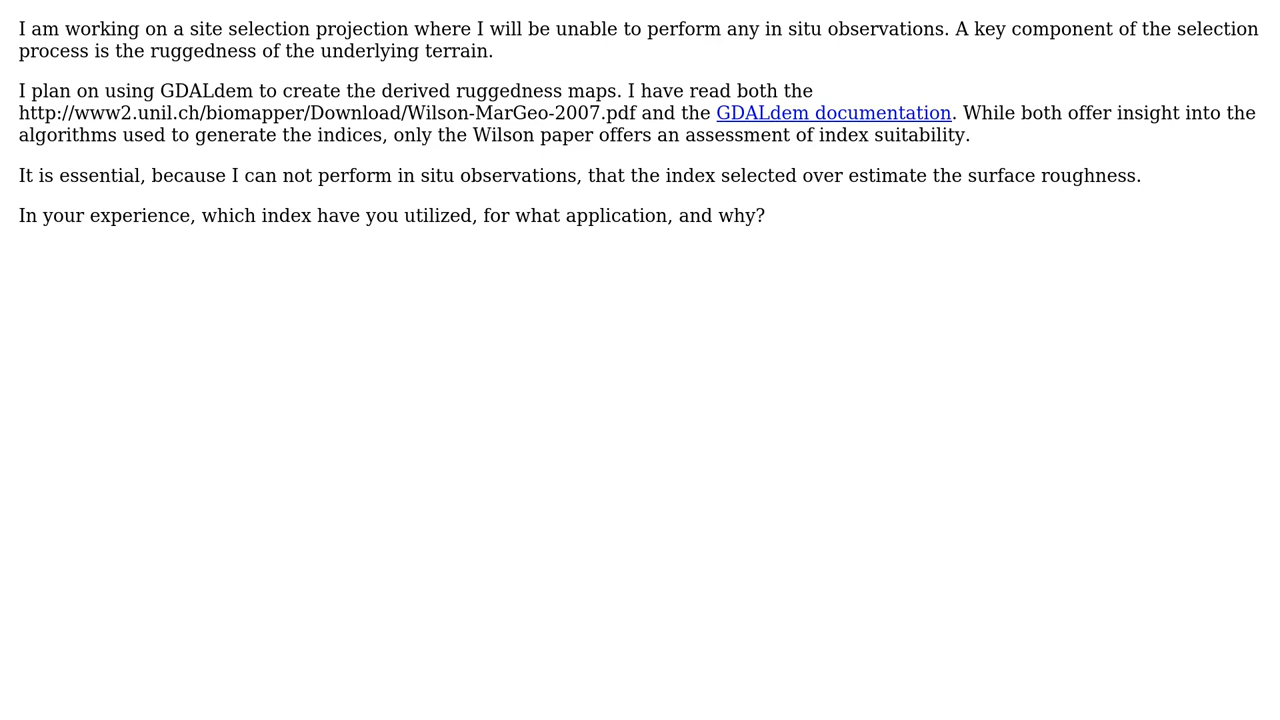 I am working on a site selection projection where I will be unable to perform any in situ observations. A key component of the selection
process is the ruggedness of the underlying terrain.
I plan on using GDALdem to create the derived ruggedness maps. I have read both the
http://www2.unil.ch/biomapper/Download/Wilson-MarGeo-2007.pdf and the GDALdem documentation. While both offer insight into the
algorithms used to generate the indices, only the Wilson paper offers an assessment of index suitability.
It is essential, because I can not perform in situ observations, that the index selected over estimate the surface roughness.
In your experience, which index have you utilized, for what application, and why?